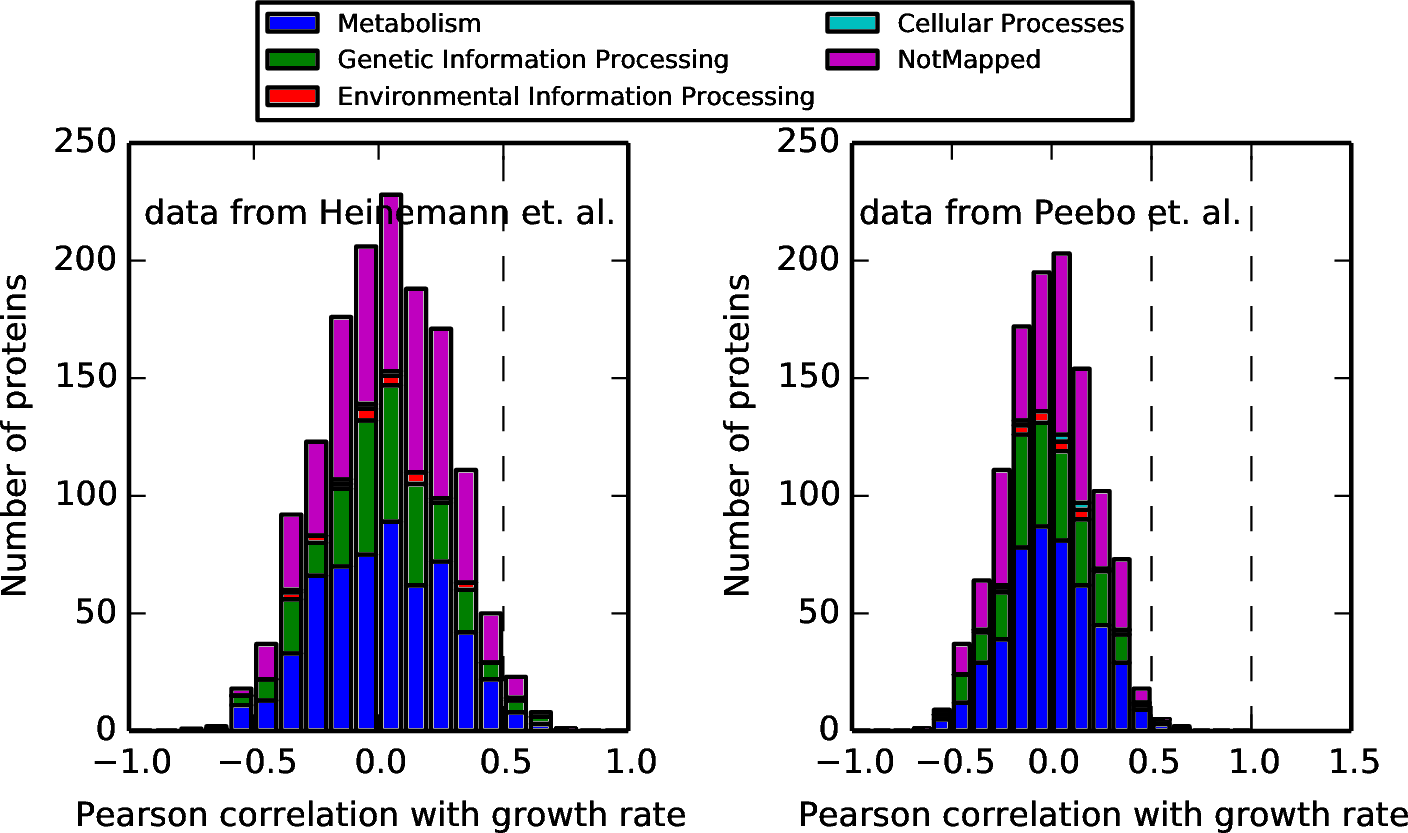 Metabolism
Genetic Information Processing
Environmental Information Processing
Cellular Processes
NotMapped
250
200
150
100
50
0
Number of proteins
data from Heinemann et. al.
−1.0 −0.5 0.0 0.5 1.0
Pearson correlation with growth rate
250
200
150
100
50
0
Number of proteins
data from Peebo et. al.
−1.0 −0.5 0.0 0.5 1.0 1.5
Pearson correlation with growth rate